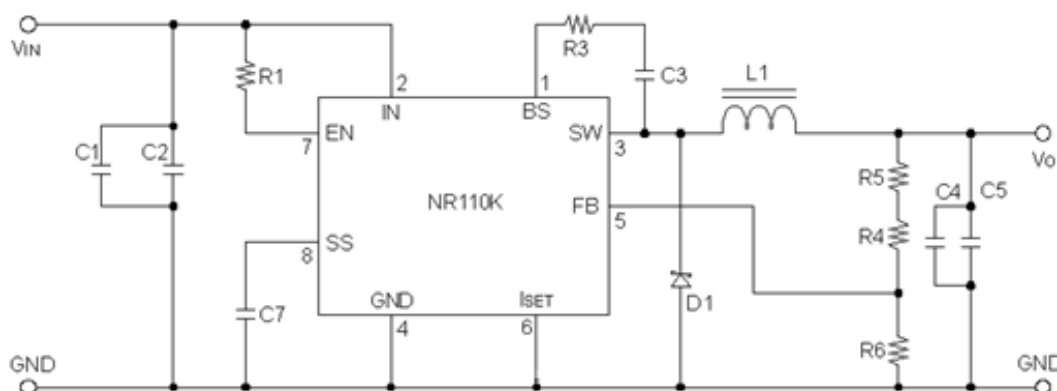 VIN
R1
2
IN
1
BS
R3
C3
L1
EN
7
SW
3
Vo
C1
C2
NR110K
FB
5
R5
R4
C4
C5
SS
8
C7
GND
4
ISET
6
D1
R6
GND
GND